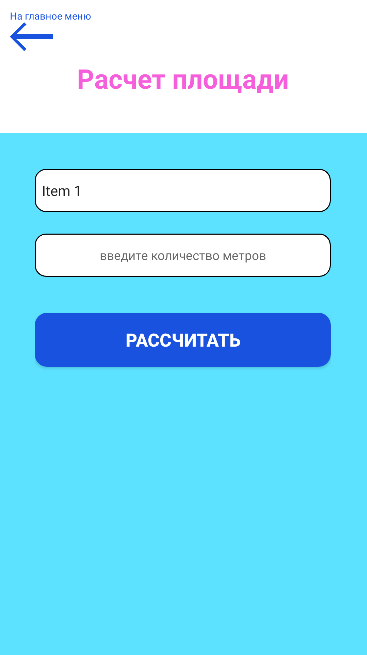 На главное меню
Расчет площади
Item 1
введите количество метров
РАССЧИТАТЬ